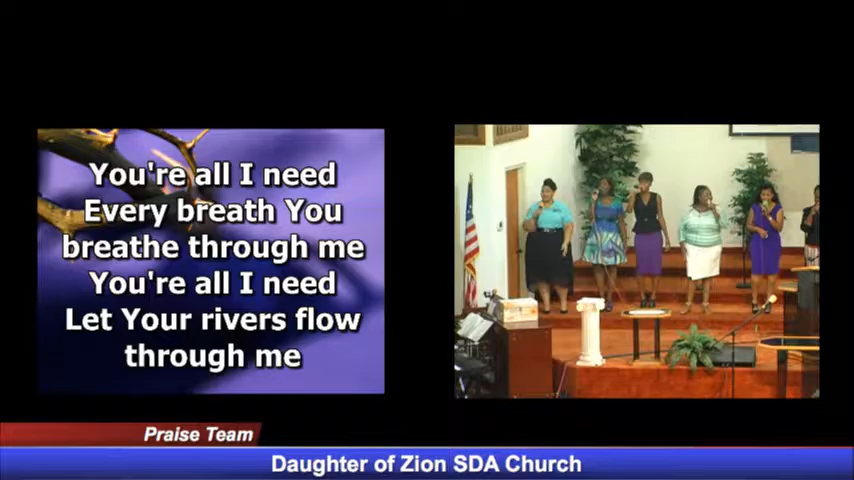 You're all I need
Every breath You
breathe through me
You're all I need
Let Your rivers flow
through me
Praise Team
Daughter of Zion SDA Church